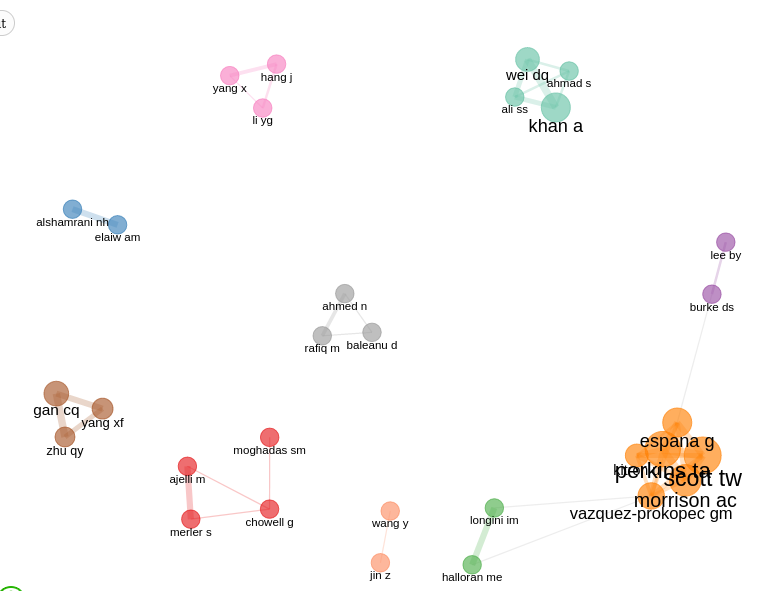 t
hang j
yang x
li yg
wei dq
ahmad s
ali ss
khan a
alshamrani nh
elaiw am
lee by
burke ds
ahmed n
rafiq m
baleanu d
gan cq
yang xf
zhu qy
moghadas sm
ajelli m
merler s
chowell g
wang y
jin z
longini im
halloran me
espana g
perkins ta
scott tw
morrison ac
vazquez-prokopec gm